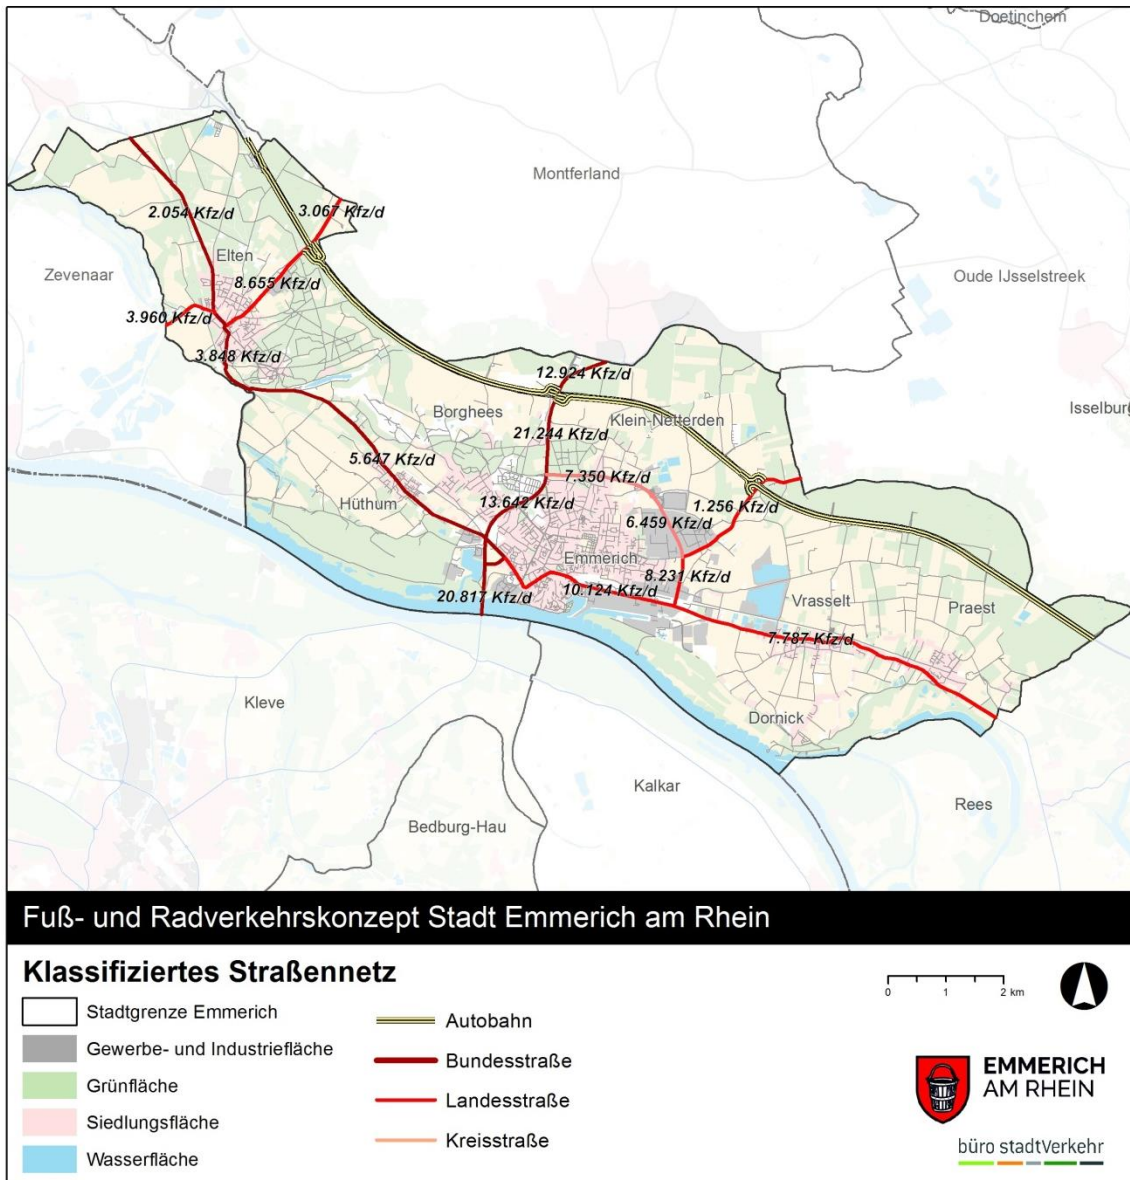 Doetinchem
Montferland
2.054 Kfz/d
3.067 Kfz/d
Elten
Zevenaar
Oude IJsselstreek
8.655 Kfz/d
3.960 Kfz/d
3.848 Kfz/d
12.924 Kfz/d
Borghees
Isselburg
Klein-Netterden
21.244 Kfz/d
5.647 Kfz/d
7.350 Kfz/d
Hüthum
13.642 Kfz/d
1.256 Kfz/d
6.459 Kfz/d
Emmerich
8.231 Kfz/d
10.124 Kfz/d
20.817 Kfz/d
Vrasselt
Praest
7.787 Kfz/d
Kleve
Dornick
Kalkar
Rees
Bedburg-Hau
Fuß- und Radverkehrskonzept Stadt Emmerich am Rhein
Klassifiziertes Straßennetz
Stadtgrenze Emmerich
Gewerbe- und Industriefläche
Grünfläche
Siedlungsfläche
Wasserfläche
Autobahn
Bundesstraße
Landesstraße
Kreisstraße
0 1 2 km
EMMERICH
AM RHEIN
büro stadtVerkehr